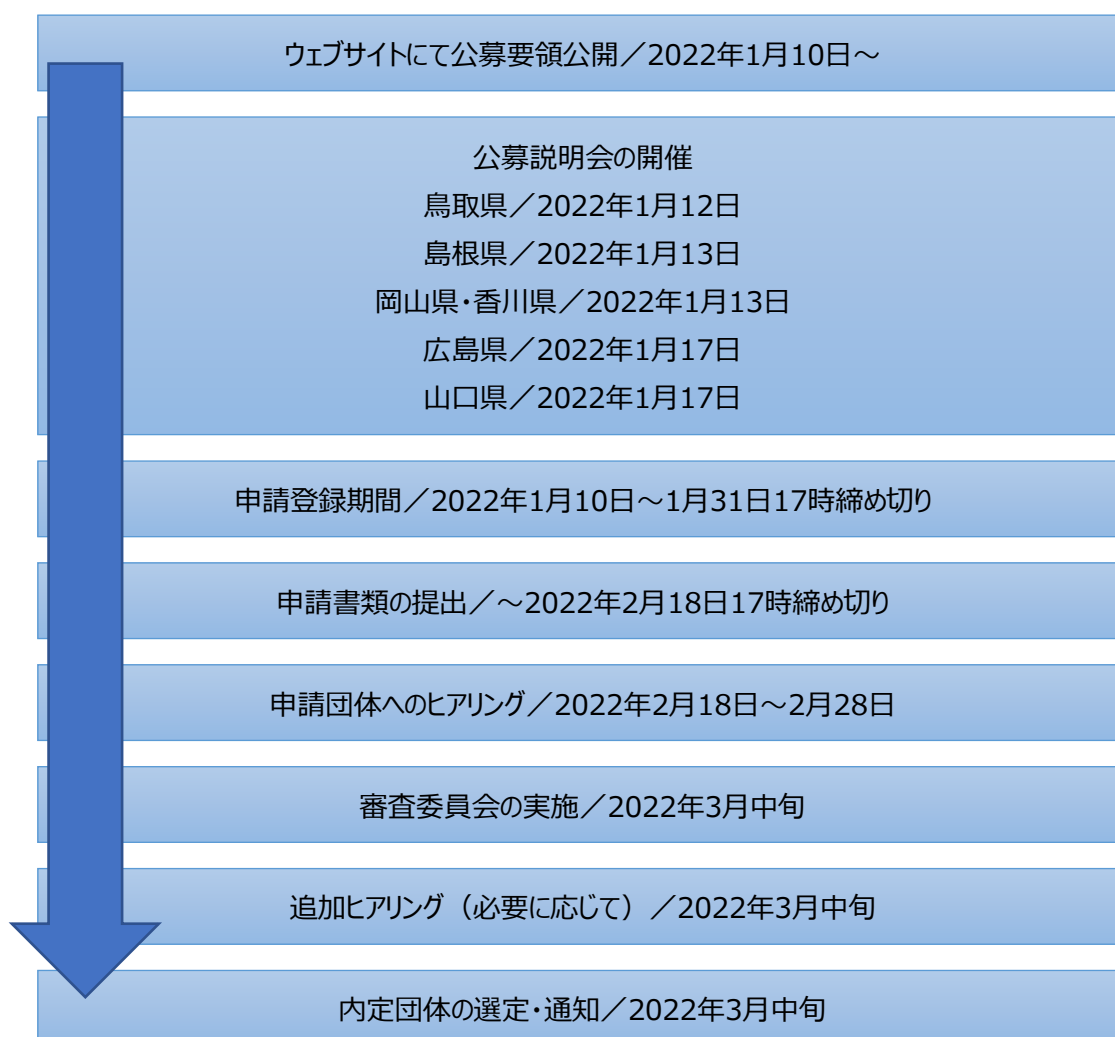 ウェブサイトにて公募要領公開／2022年1月10日～
公募説明会の開催
鳥取県／2022年1月12日
島根県／2022年1月13日
岡山県・香川県／2022年1月13日
広島県／2022年1月17日
山口県／2022年1月17日
申請登録期間／2022年1月10日～1月31日17時締め切り
申請書類の提出／～2022年2月18日17時締め切り
申請団体へのヒアリング／2022年2月18日～2月28日
審査委員会の実施／2022年3月中旬
追加ヒアリング（必要に応じて）／2022年3月中旬
内定団体の選定・通知／2022年3月中旬